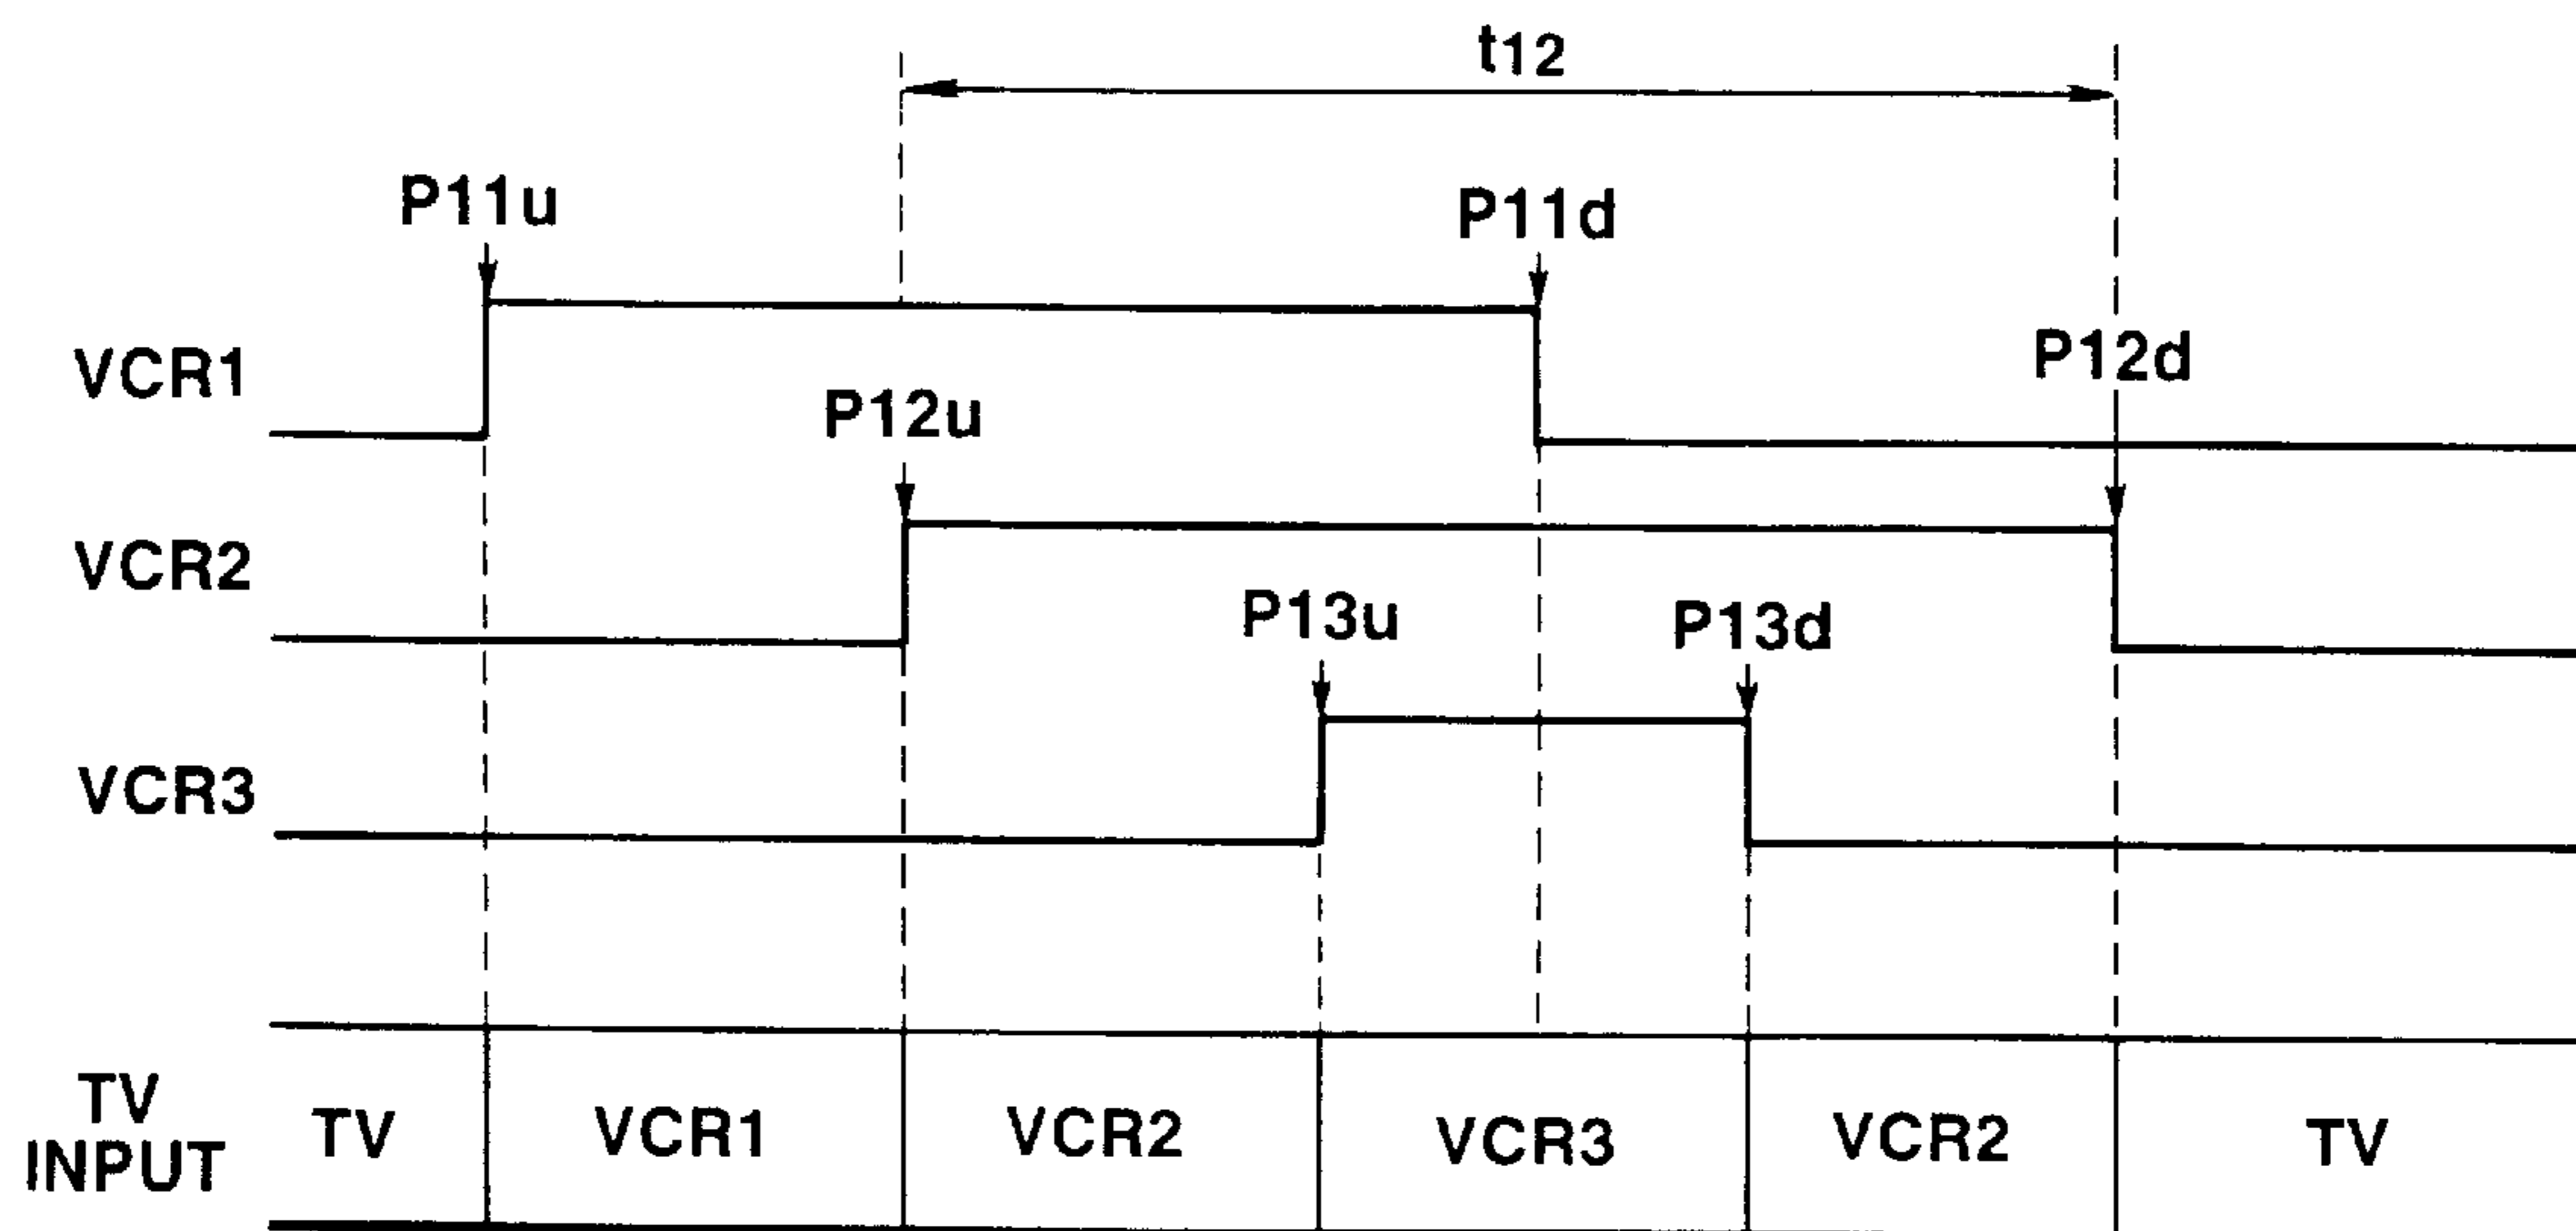 t12
P11u
P11d
VCR1
P12u
P12d
VCR2
P13u
P13d
VCR3
TV
INPUT
TV
VCR1
VCR2
VCR3
VCR2
TV